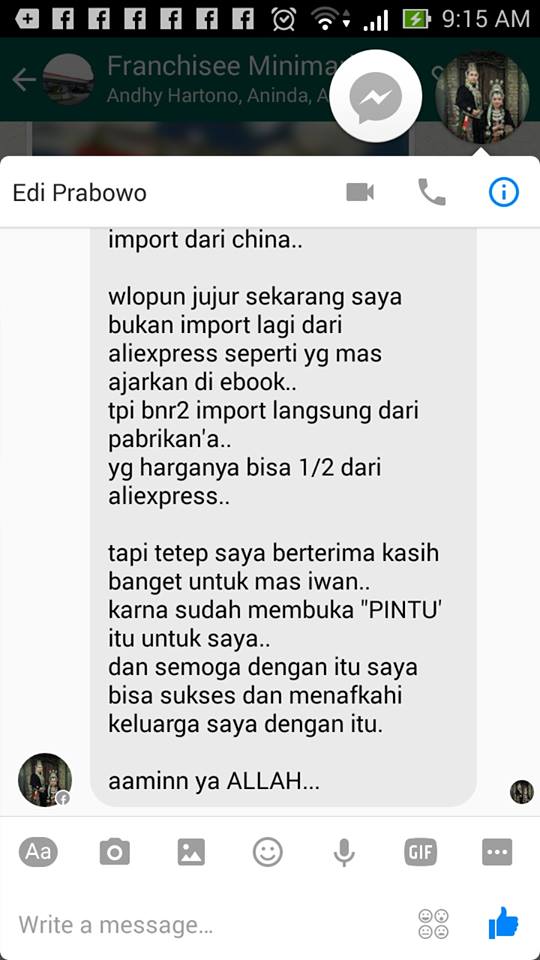 9:15 AM
Franchisee Minima
Andhy Hartono, Aninda, A
Edi Prabowo
import dari china..
wlopun jujur sekarang saya
bukan import lagi dari
aliexpress seperti yg mas
ajarkan di ebook..
tpi bnr2 import langsung dari
pabrikan'a..
yg harganya bisa 1/2 dari
aliexpress..
tapi tetep saya berterima kasih
banget untuk mas iwan..
karna sudah membuka "PINTU'
itu untuk saya..
dan semoga dengan itu saya
bisa sukses dan menafkahi
keluarga saya dengan itu.
aaminn ya ALLAH...
Aa
GIF
Write a message...